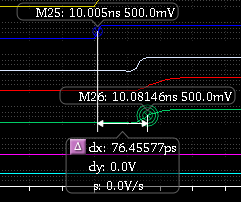 M25: 10.005ns 500.0mV
M26: 10.08146ns 500.0mV
Δ dx: 76.45577ps
dy: 0.0V
s: 0.0V/s